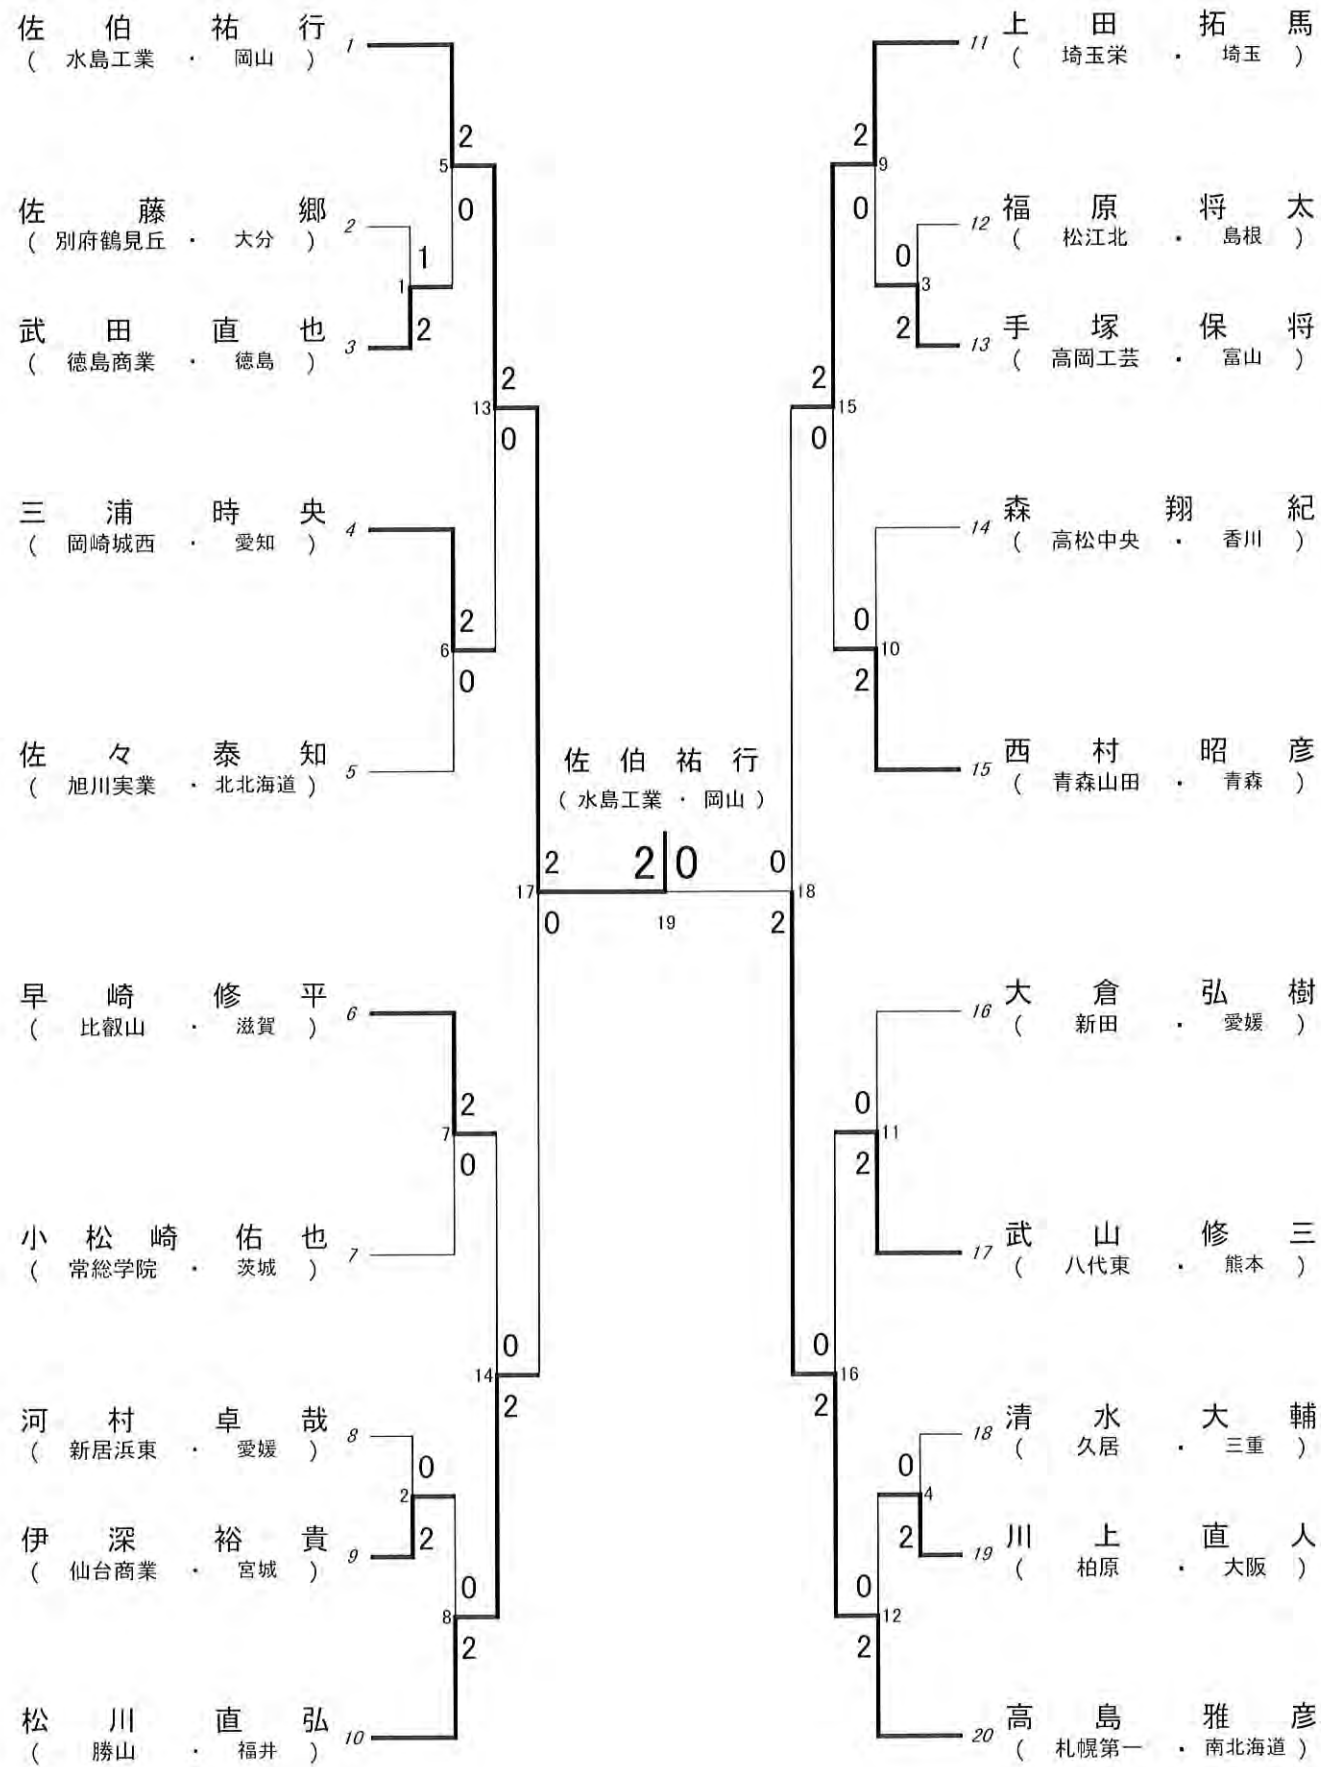 佐伯祐行
( 水島工業 ・ 岡山 )
1
2
5
0
佐藤郷
( 別府鶴見丘 ・ 大分 )
2
1
1
2
武田直也
( 徳島商業 ・ 徳島 )
3
2
13
0
三浦時央
( 岡崎城西 ・ 愛知 )
4
2
6
0
佐々泰知
( 旭川実業 ・ 北北海道 )
5
2
17
0
早崎修平
( 比叡山 ・ 滋賀 )
6
2
7
0
小松崎佑也
( 常総学院 ・ 茨城 )
7
0
14
2
河村卓哉
( 新居浜東 ・ 愛媛 )
8
0
2
2
伊深裕貴
( 仙台商業 ・ 宮城 )
9
0
8
2
松川直弘
( 勝山 ・ 福井 )
10
佐伯祐行
( 水島工業 ・ 岡山 )
2 0
19
上田拓馬
( 埼玉栄 ・ 埼玉 )
11
2
9
0
福原将太
( 松江北 ・ 島根 )
12
0
3
2
手塚保将
( 高岡工芸 ・ 富山 )
13
2
15
0
森翔紀
( 高松中央 ・ 香川 )
14
0
10
2
西村昭彦
( 青森山田 ・ 青森 )
15
0
18
2
大倉弘樹
( 新田 ・ 愛媛 )
16
0
11
2
武山修三
( 八代東 ・ 熊本 )
17
0
16
2
清水大輔
( 久居 ・ 三重 )
18
0
4
2
川上直人
( 柏原 ・ 大阪 )
19
0
12
2
高島雅彦
( 札幌第一 ・ 南北海道 )
20